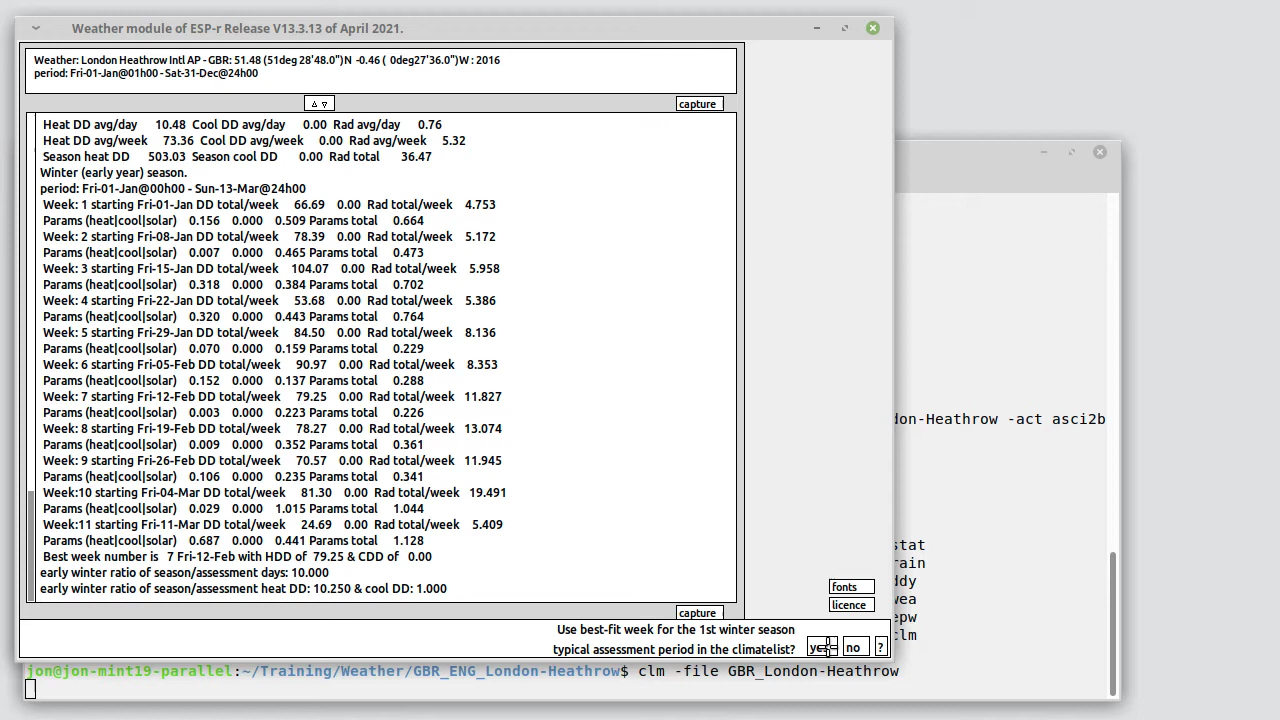 Weather module of ESP-r Release V13.3.13 of April 2021.
Weather: London Heathrow Intl AP - GBR: 51.48 (51deg 28'48.0")N -0.46 ( 0deg27'36.0")W : 2016
period: Fri-01-Jan@01h00 - Sat-31-Dec@24h00
capture
Heat DD avg/day 10.48 Cool DD avg/day 0.00 Rad avg/day 0.76
Heat DD avg/week 73.36 Cool DD avg/week 0.00 Rad avg/week 5.32
Season heat DD 503.03 Season cool DD 0.00 Rad total 36.47
Winter (early year) season.
period: Fri-01-Jan@00h00 - Sun-13-Mar@24h00
Week: 1 starting Fri-01-Jan DD total/week 66.69 0.00 Rad total/week 4.753
Params (heat|cool|solar) 0.156 0.000 0.509 Params total 0.664
Week: 2 starting Fri-08-Jan DD total/week 78.39 0.00 Rad total/week 5.172
Params (heat|cool|solar) 0.007 0.000 0.465 Params total 0.473
Week: 3 starting Fri-15-Jan DD total/week 104.07 0.00 Rad total/week 5.958
Params (heat|cool|solar) 0.318 0.000 0.384 Params total 0.702
Week: 4 starting Fri-22-Jan DD total/week 53.68 0.00 Rad total/week 5.386
Params (heat|cool|solar) 0.320 0.000 0.443 Params total 0.764
Week: 5 starting Fri-29-Jan DD total/week 84.50 0.00 Rad total/week 8.136
Params (heat|cool|solar) 0.070 0.000 0.159 Params total 0.229
Week: 6 starting Fri-05-Feb DD total/week 90.97 0.00 Rad total/week 8.353
Params (heat|cool|solar) 0.152 0.000 0.137 Params total 0.288
Week: 7 starting Fri-12-Feb DD total/week 79.25 0.00 Rad total/week 11.827
Params (heat|cool|solar) 0.003 0.000 0.223 Params total 0.226
Week: 8 starting Fri-19-Feb DD total/week 78.27 0.00 Rad total/week 13.074
Params (heat|cool|solar) 0.009 0.000 0.352 Params total 0.361
Week: 9 starting Fri-26-Feb DD total/week 70.57 0.00 Rad total/week 11.945
Params (heat|cool|solar) 0.106 0.000 0.235 Params total 0.341
Week:10 starting Fri-04-Mar DD total/week 81.30 0.00 Rad total/week 19.491
Params (heat|cool|solar) 0.029 0.000 1.015 Params total 1.044
Week:11 starting Fri-11-Mar DD total/week 24.69 0.00 Rad total/week 5.409
Params (heat|cool|solar) 0.687 0.000 0.441 Params total 1.128
Best week number is 7 Fri-12-Feb with HDD of 79.25 & CDD of 0.00
early winter ratio of season/assessment days: 10.000
early winter ratio of season/assessment heat DD: 10.250 & cool DD: 1.000
capture
fonts
licence
Use best-fit week for the 1st winter season
typical assessment period in the climatelist? yes no ?
don-Heathrow -act asci2b
stat
rain
ddy
wea
epw
clm
jon@jon-mint19-parallel:~/Training/Weather/GBR_ENG_London-Heathrow$ clm -file GBR_London-Heathrow